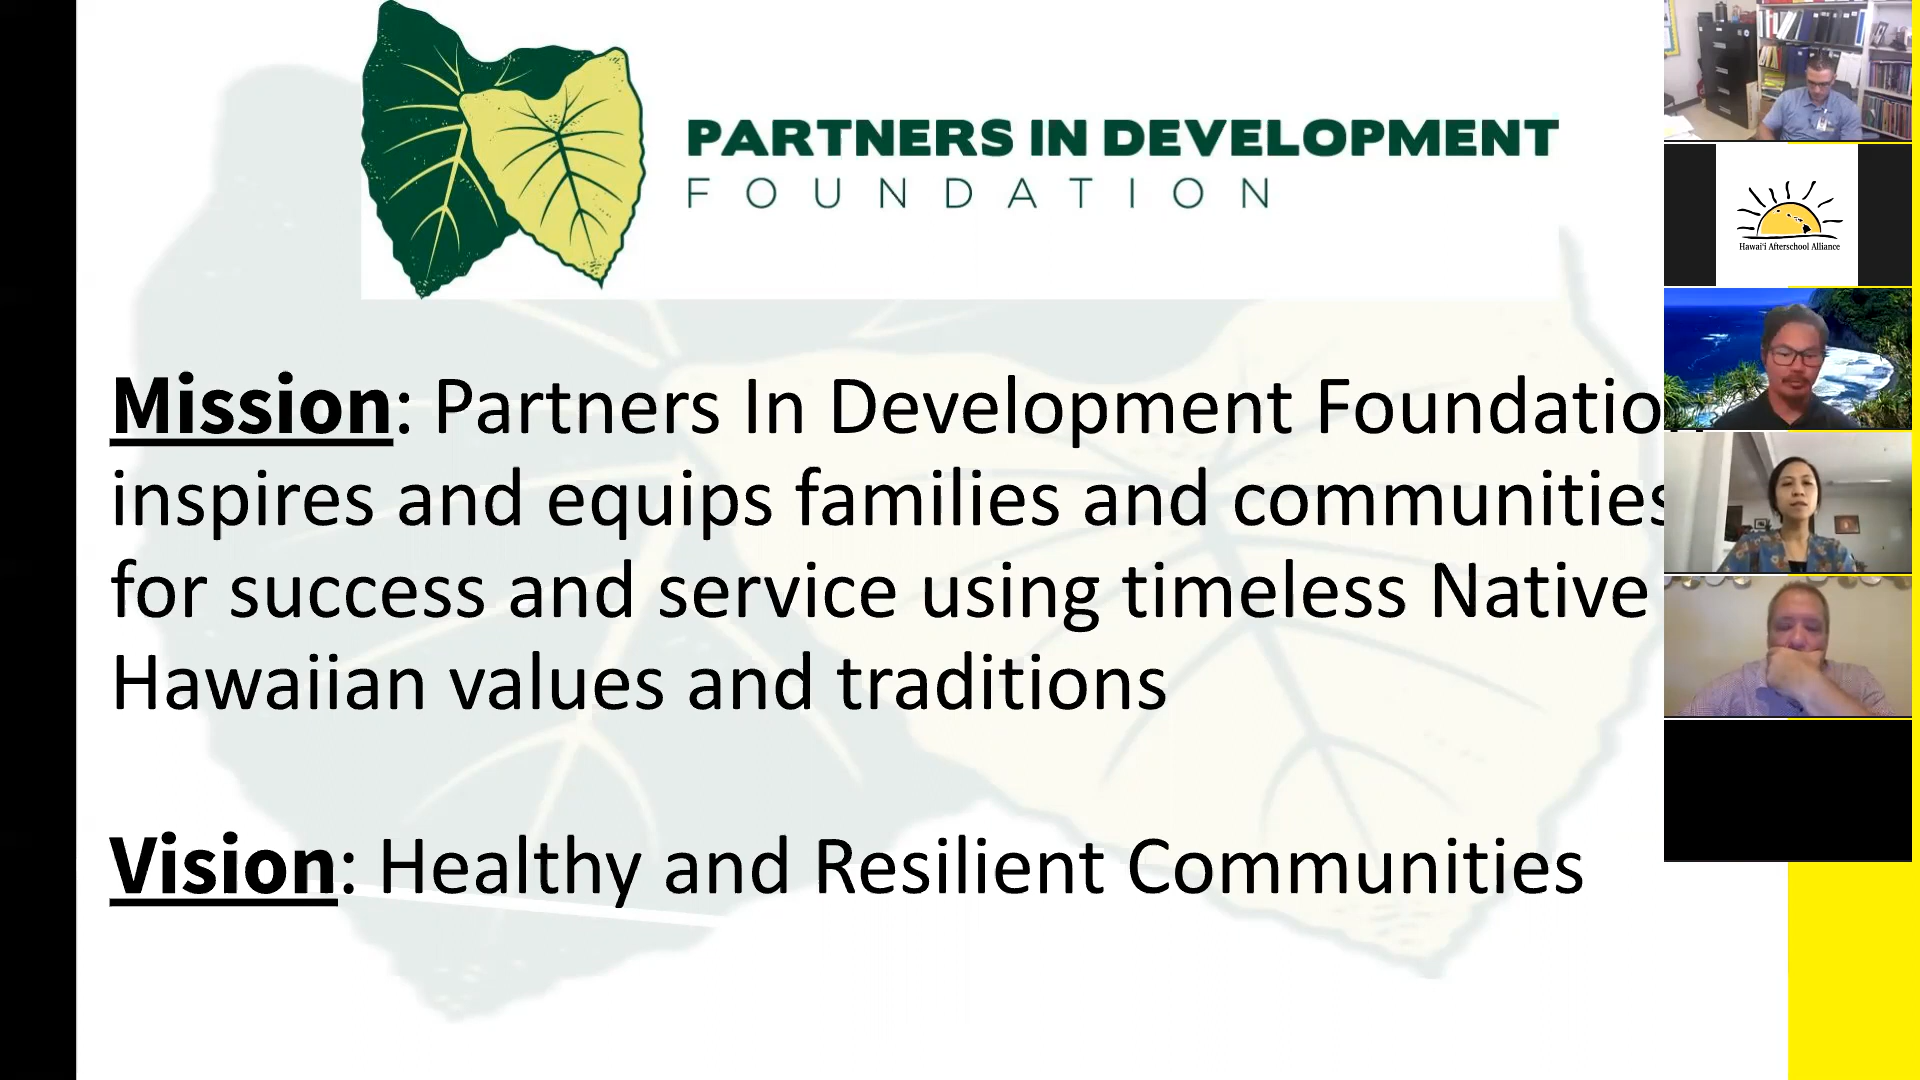 PARTNERS IN DEVELOPMENT
FOUNDATION
Hawai'i Afterschool Alliance
Mission: Partners In Development Foundation
inspires and equips families and communities
for success and service using timeless Native
Hawaiian values and traditions
Vision: Healthy and Resilient Communities